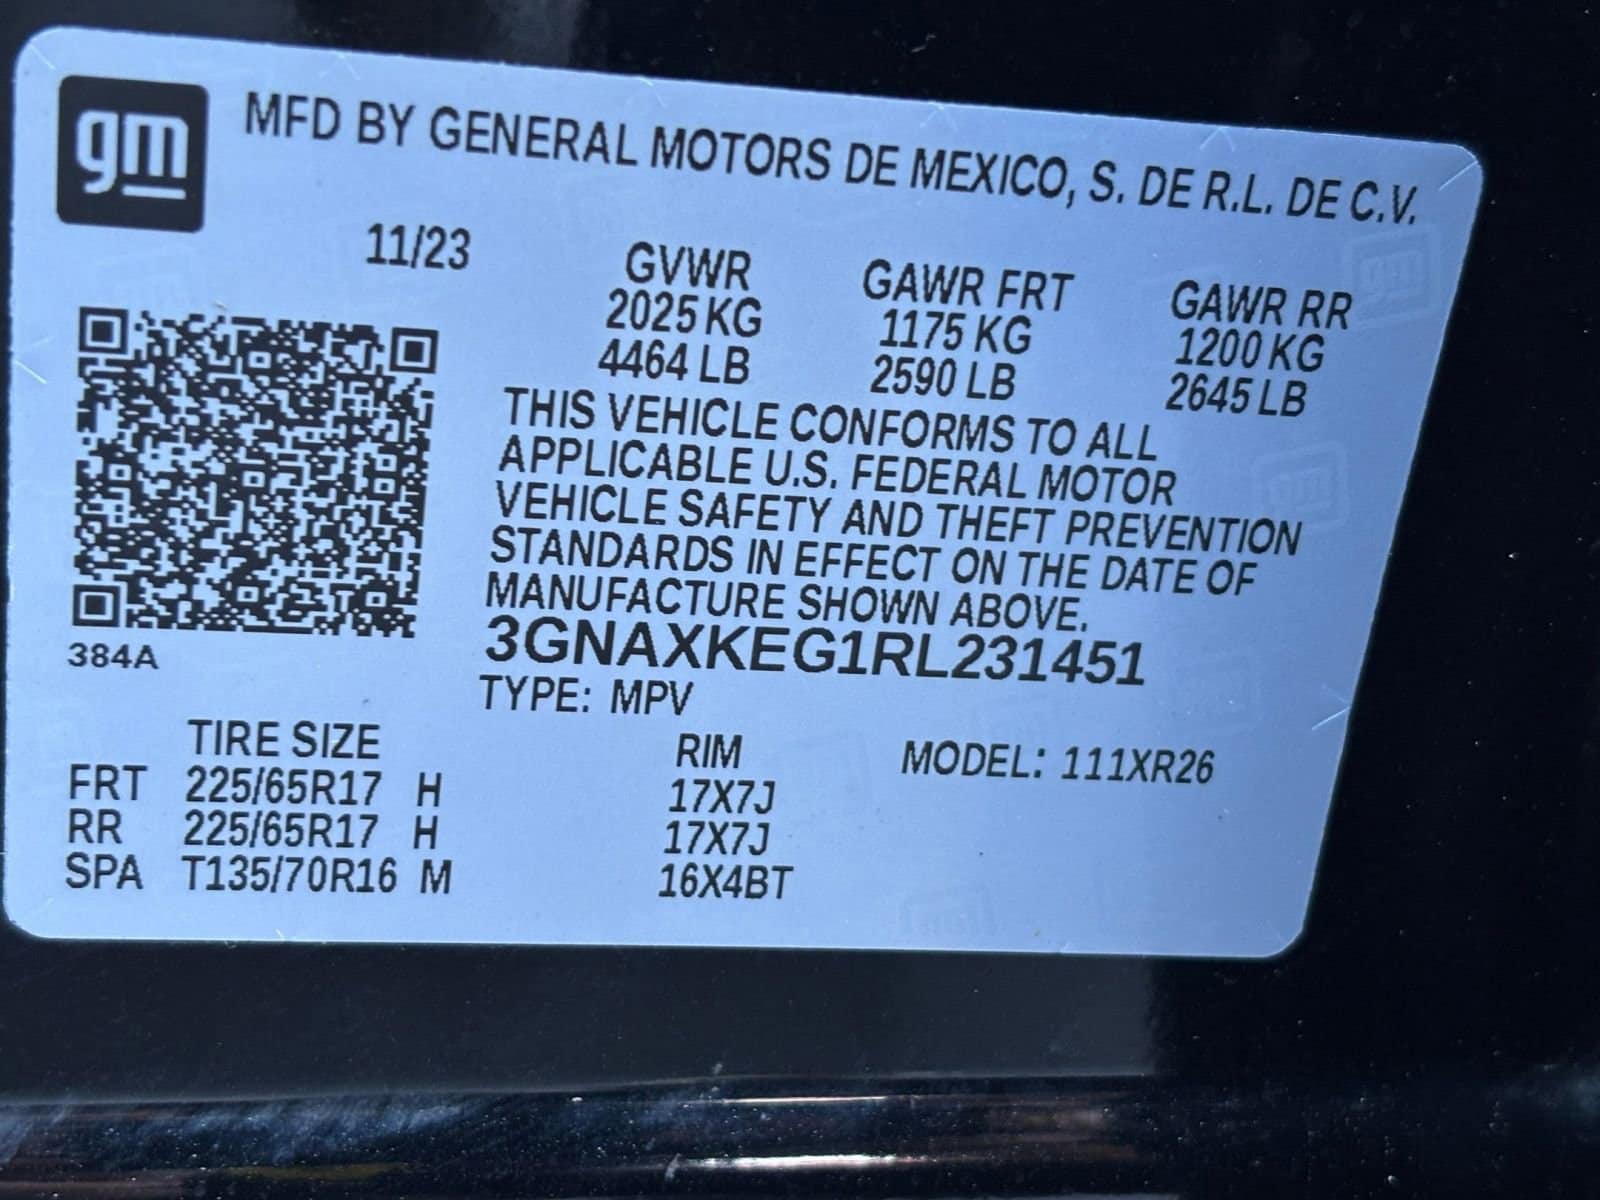 gm
MFD BY GENERAL MOTORS DE MEXICO, S. DE R.L. DE C.V.
11/23
GVWR GAWR FRT GAWR RR
2025 KG 1175 KG 1200 KG
4464 LB 2590 LB 2645 LB
THIS VEHICLE CONFORMS TO ALL
APPLICABLE U.S. FEDERAL MOTOR
VEHICLE SAFETY AND THEFT PREVENTION
STANDARDS IN EFFECT ON THE DATE OF
MANUFACTURE SHOWN ABOVE.
3GNAXKEG1RL231451
384A
TYPE: MPV
TIRE SIZE RIM MODEL: 111XR26
FRT 225/65R17 H 17X7J
RR 225/65R17 H 17X7J
SPA T135/70R16 M 16X4BT